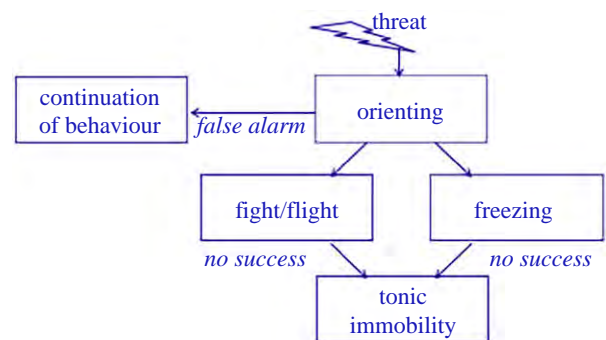 threat
continuation
of behaviour
false alarm
orienting
fight/flight
freezing
no success
no success
tonic
immobility